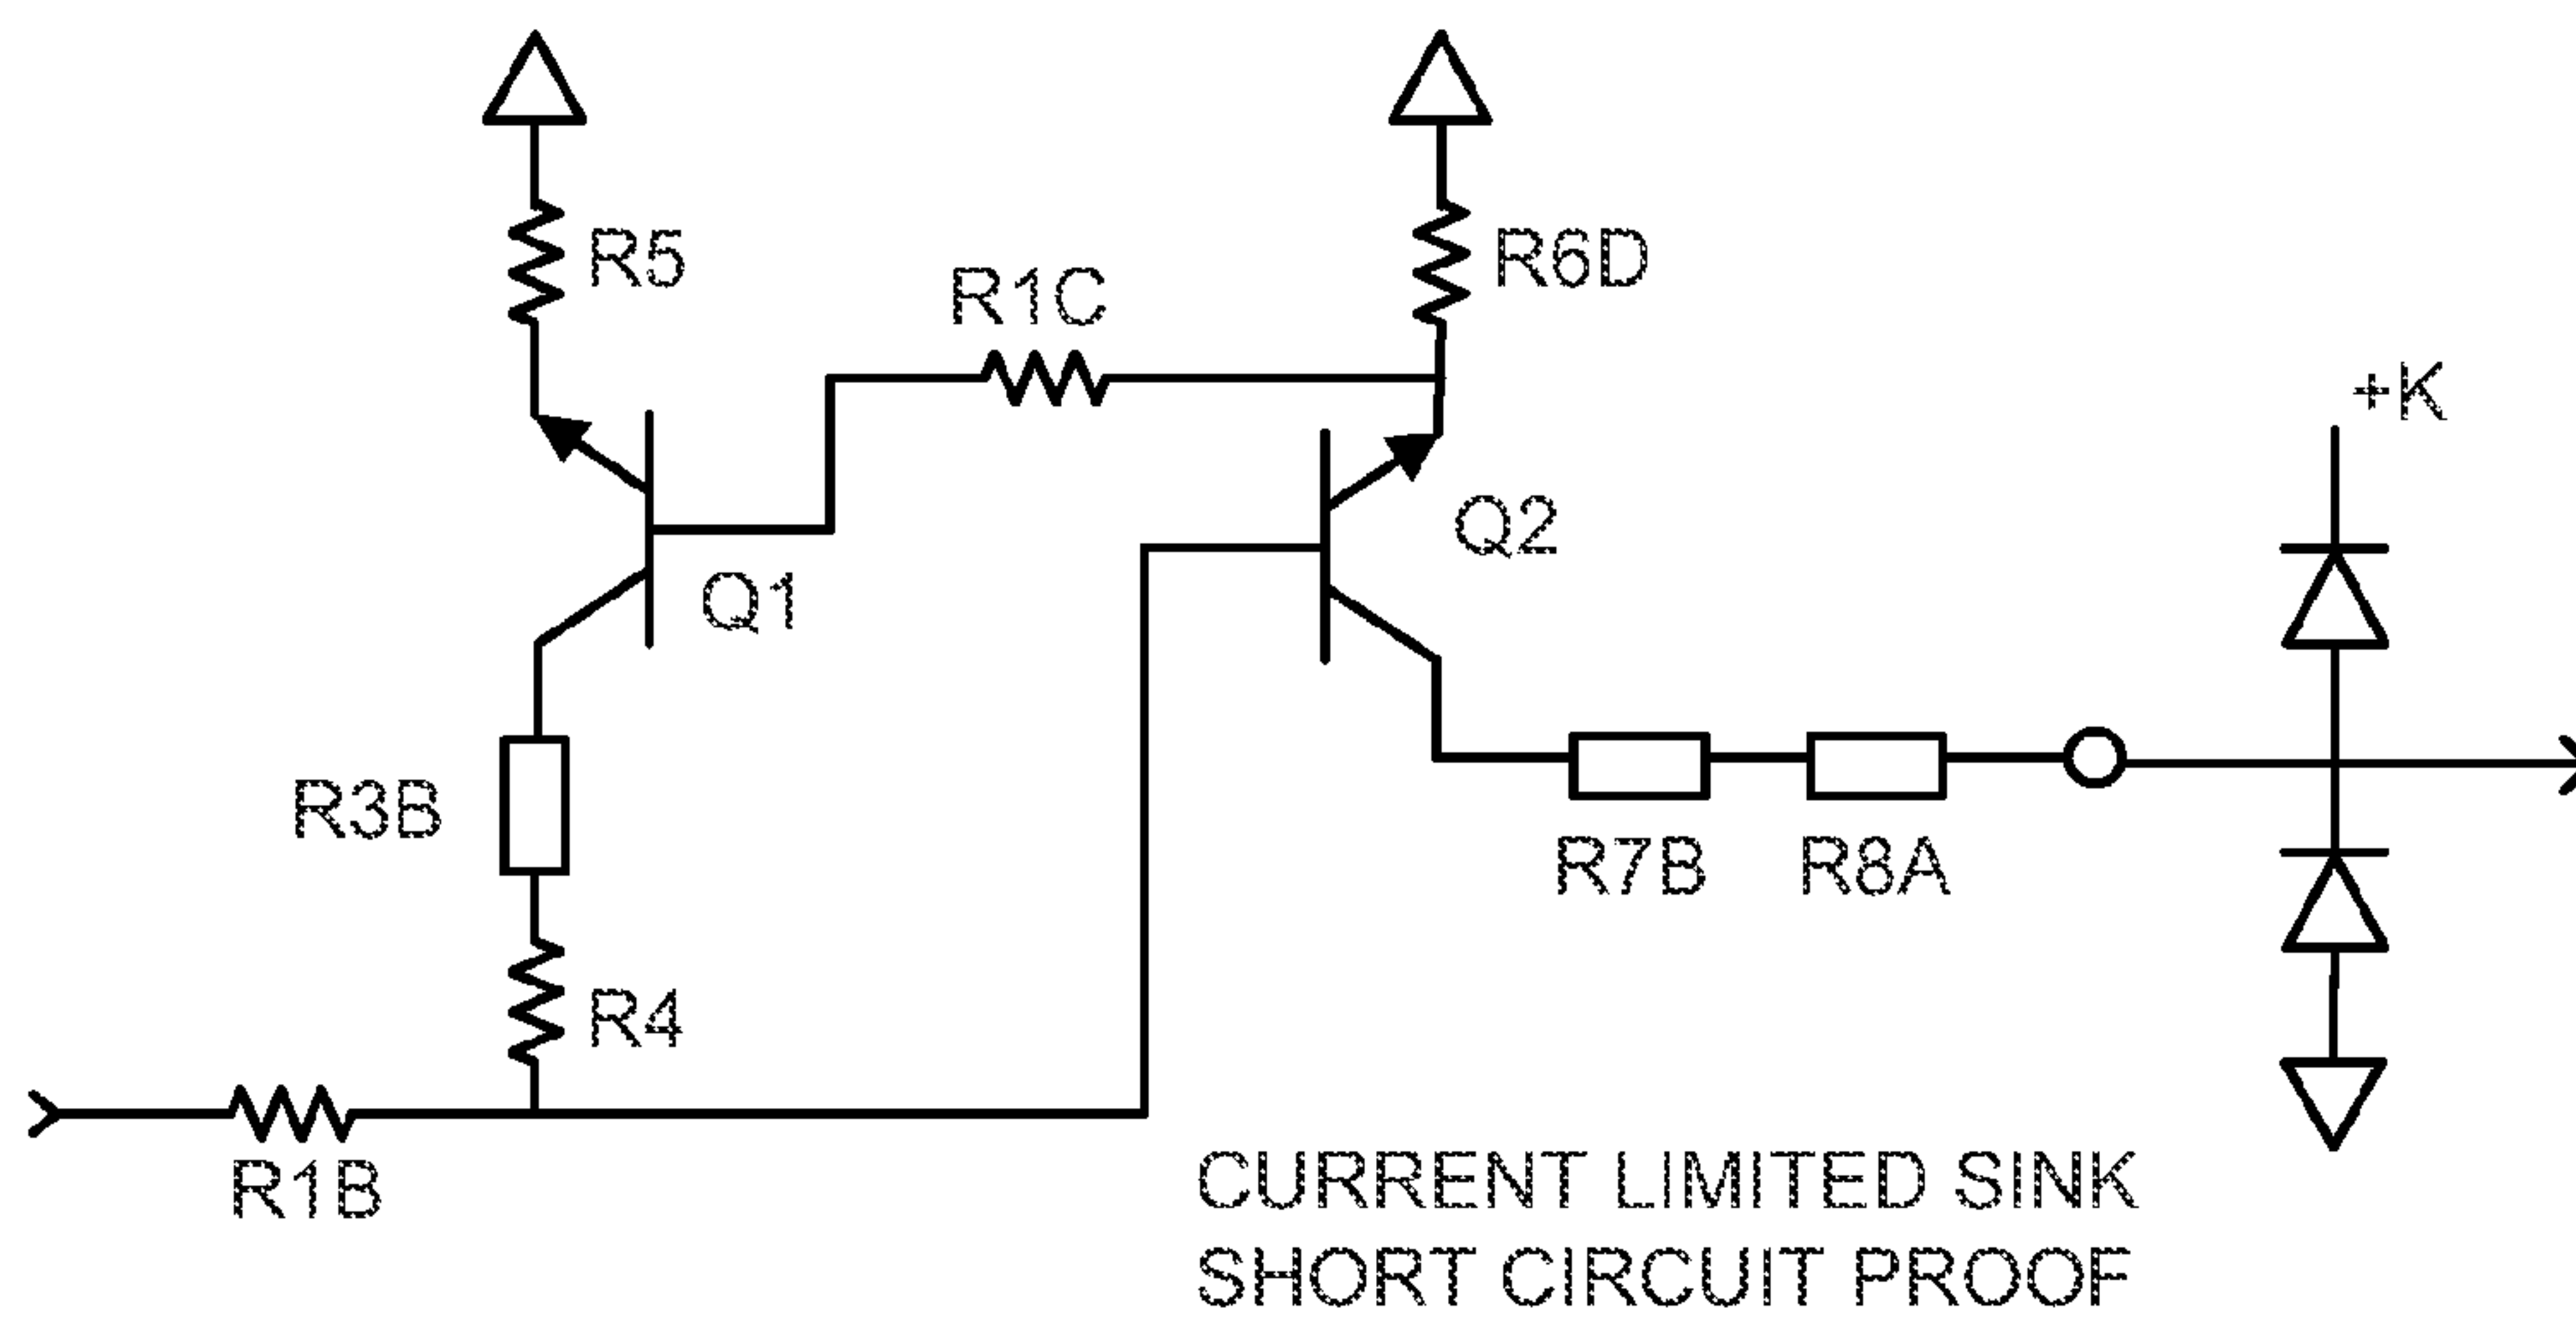 R5
R6D
R1C
+K
Q2
Q1
R3B
R7B
R8A
R4
R1B
CURRENT LIMITED SINK
SHORT CIRCUIT PROOF